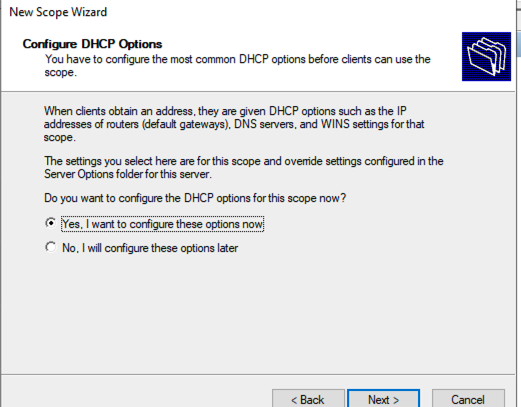 New Scope Wizard
Configure DHCP Options
You have to configure the most common DHCP options before clients can use the
scope.
When clients obtain an address, they are given DHCP options such as the IP
addresses of routers (default gateways), DNS servers, and WINS settings for that
scope.
The settings you select here are for this scope and override settings configured in the
Server Options folder for this server.
Do you want to configure the DHCP options for this scope now?
Yes, I want to configure these options now
No, I will configure these options later
< Back
Next >
Cancel